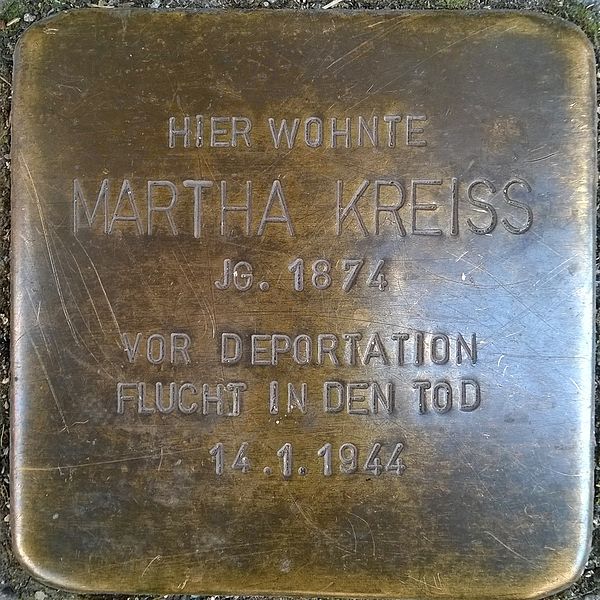 HIER WOHNTE
MARTHA KREISS
JG. 1874
VOR DEPORTATION
FLUCHT IN DEN TOD
14.1.1944